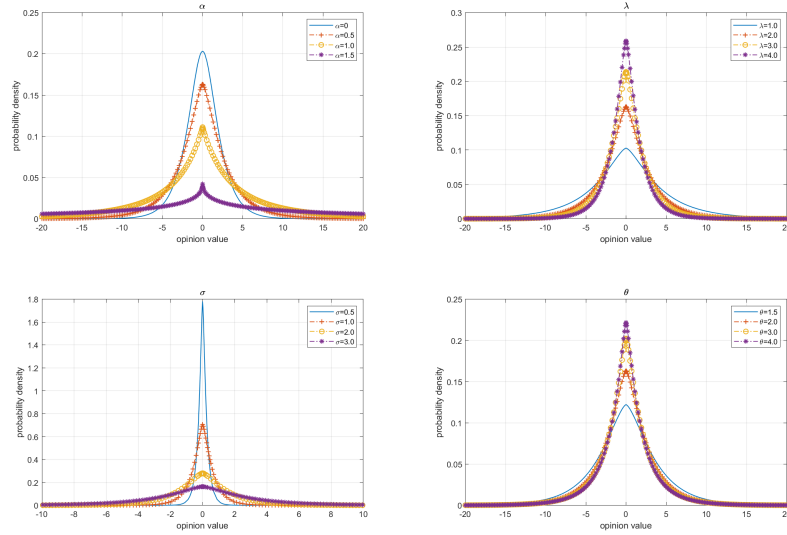 α
0.25
0.2
0.15
0.1
0.05
0
probability density
-20 -15 -10 -5 0 5 10 15 20
opinion value
α=0
α=0.5
α=1.0
α=1.5
λ
0.3
0.25
0.2
0.15
0.1
0.05
0
probability density
-20 -15 -10 -5 0 5 10 15 20
opinion value
λ=1.0
λ=2.0
λ=3.0
λ=4.0
σ
1.8
1.6
1.4
1.2
1
0.8
0.6
0.4
0.2
0
probability density
-10 -8 -6 -4 -2 0 2 4 6 8 10
opinion value
σ=0.5
σ=1.0
σ=2.0
σ=3.0
θ
0.25
0.2
0.15
0.1
0.05
0
probability density
-20 -15 -10 -5 0 5 10 15 20
opinion value
θ=1.5
θ=2.0
θ=3.0
θ=4.0